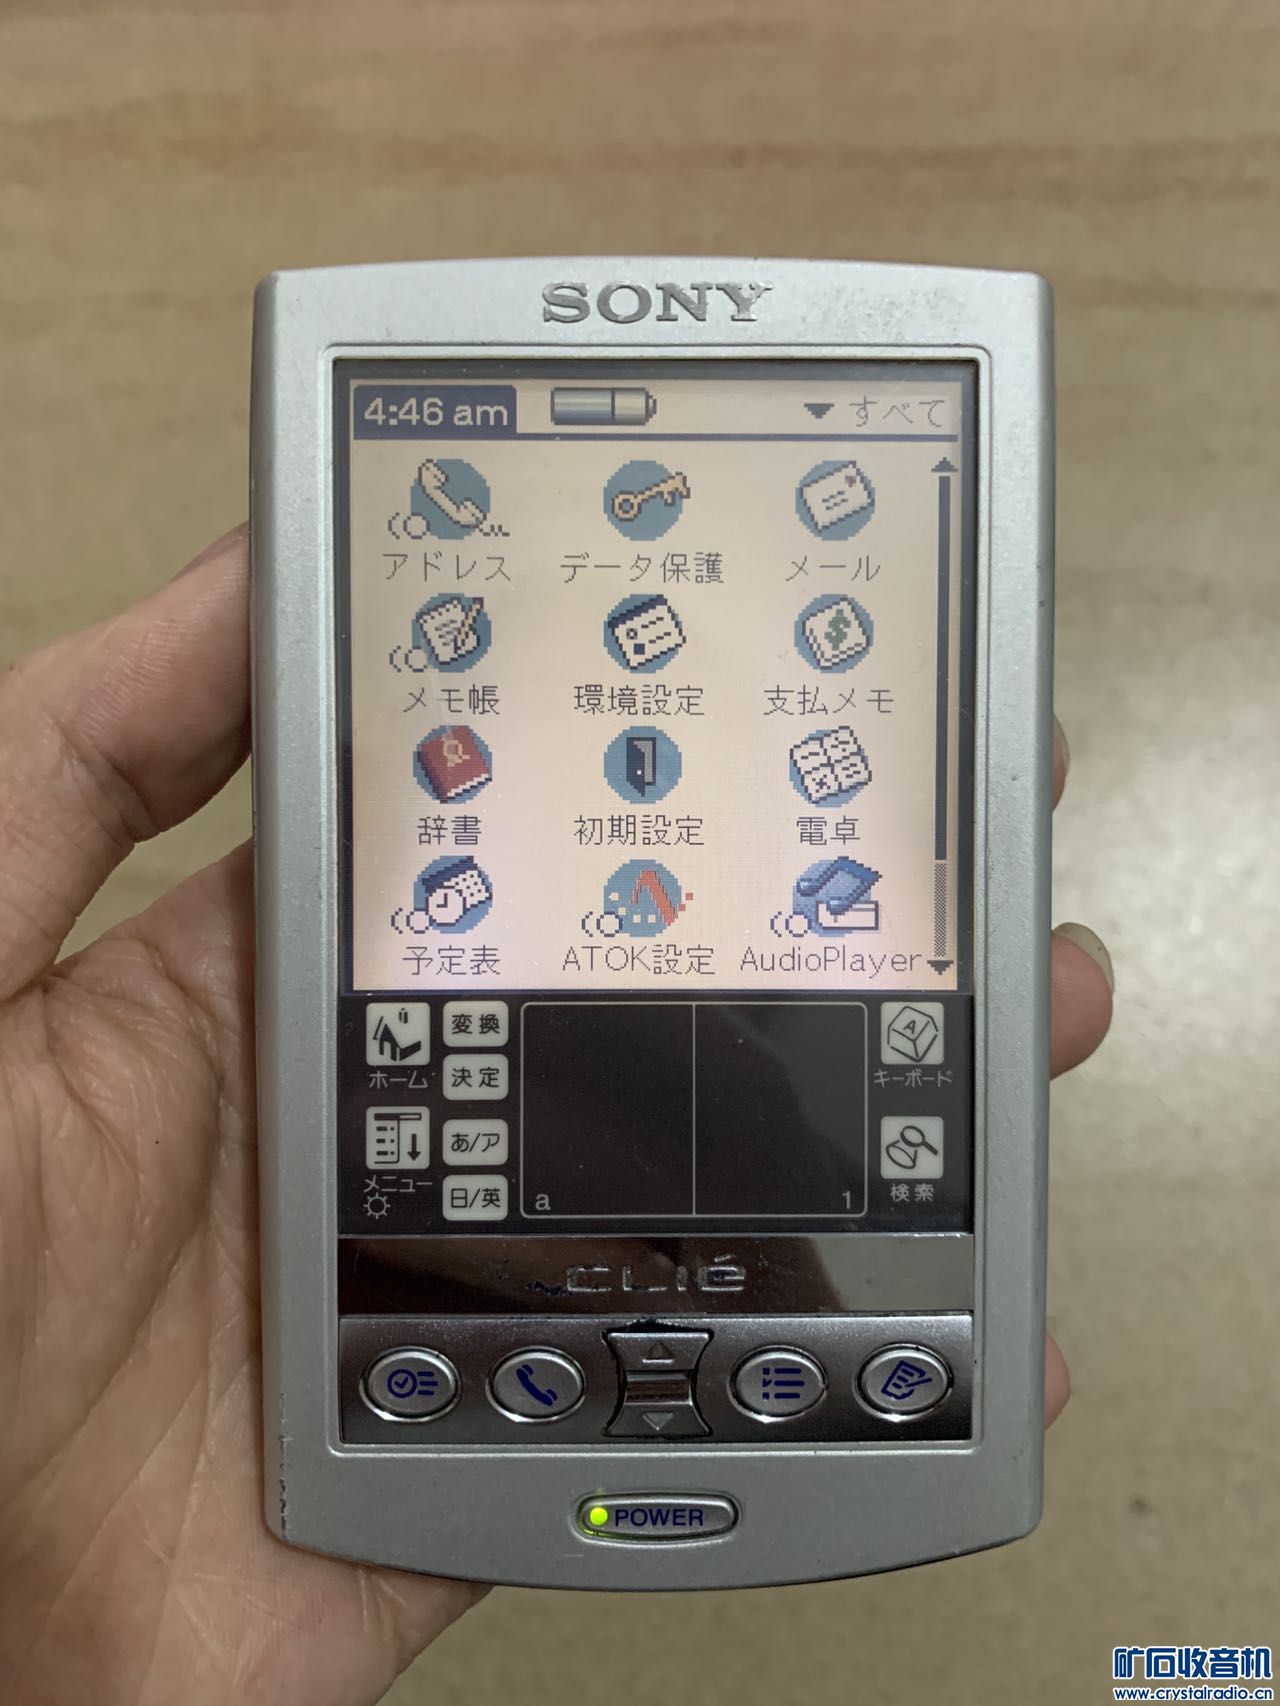 SONY
4:46 am
すべて
アドレス
データ保護
メール
メモ帳
環境設定
支払メモ
辞書
初期設定
電卓
予定表
ATOK設定
AudioPlayer
ホーム
変換
決定
メニュー
あ/ア
日/英
a
1
キーボード
検索
CLIÉ
POWER
矿石收音机
www.crystalradio.cn